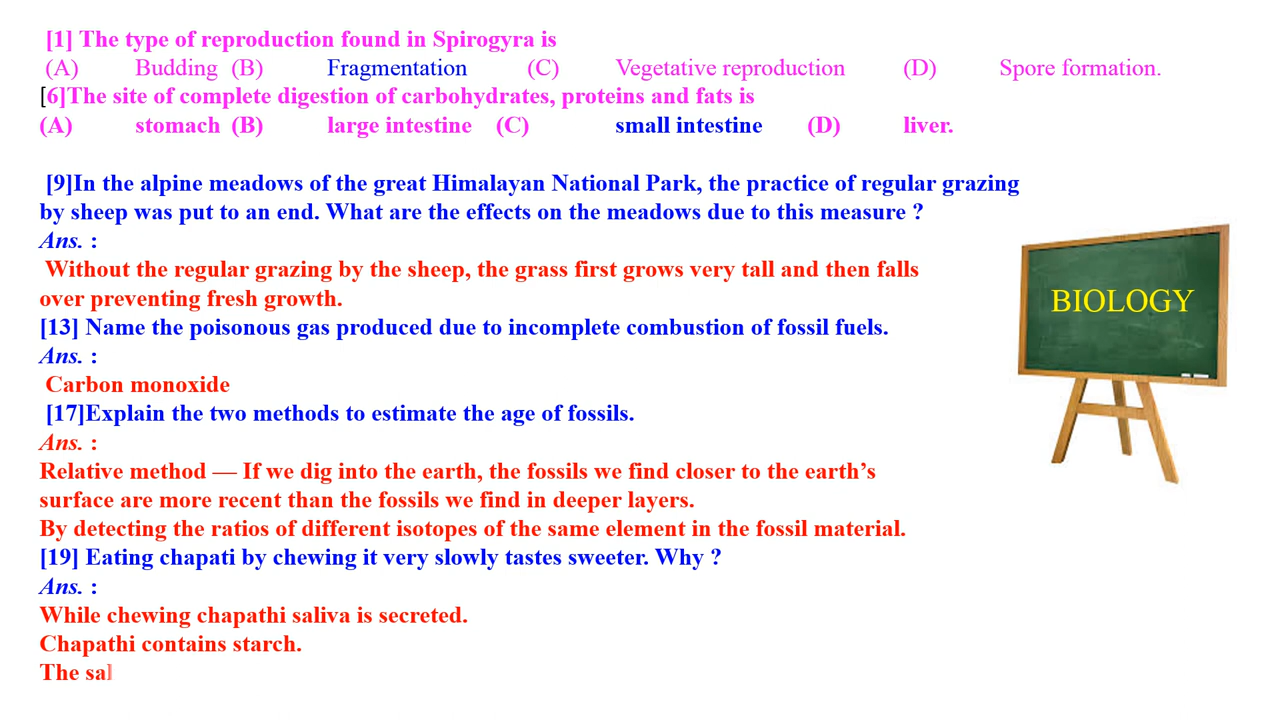 [1] The type of reproduction found in Spirogyra is
(A) Budding (B) Fragmentation (C) Vegetative reproduction (D) Spore formation.
[6]The site of complete digestion of carbohydrates, proteins and fats is
(A) stomach (B) large intestine (C) small intestine (D) liver.
[9]In the alpine meadows of the great Himalayan National Park, the practice of regular grazing
by sheep was put to an end. What are the effects on the meadows due to this measure ?
Ans. :
Without the regular grazing by the sheep, the grass first grows very tall and then falls
over preventing fresh growth.
[13] Name the poisonous gas produced due to incomplete combustion of fossil fuels.
Ans. :
Carbon monoxide
[17]Explain the two methods to estimate the age of fossils.
Ans. :
Relative method — If we dig into the earth, the fossils we find closer to the earth’s
surface are more recent than the fossils we find in deeper layers.
By detecting the ratios of different isotopes of the same element in the fossil material.
[19] Eating chapati by chewing it very slowly tastes sweeter. Why ?
Ans. :
While chewing chapathi saliva is secreted.
Chapathi contains starch.
The sal
BIOLOGY